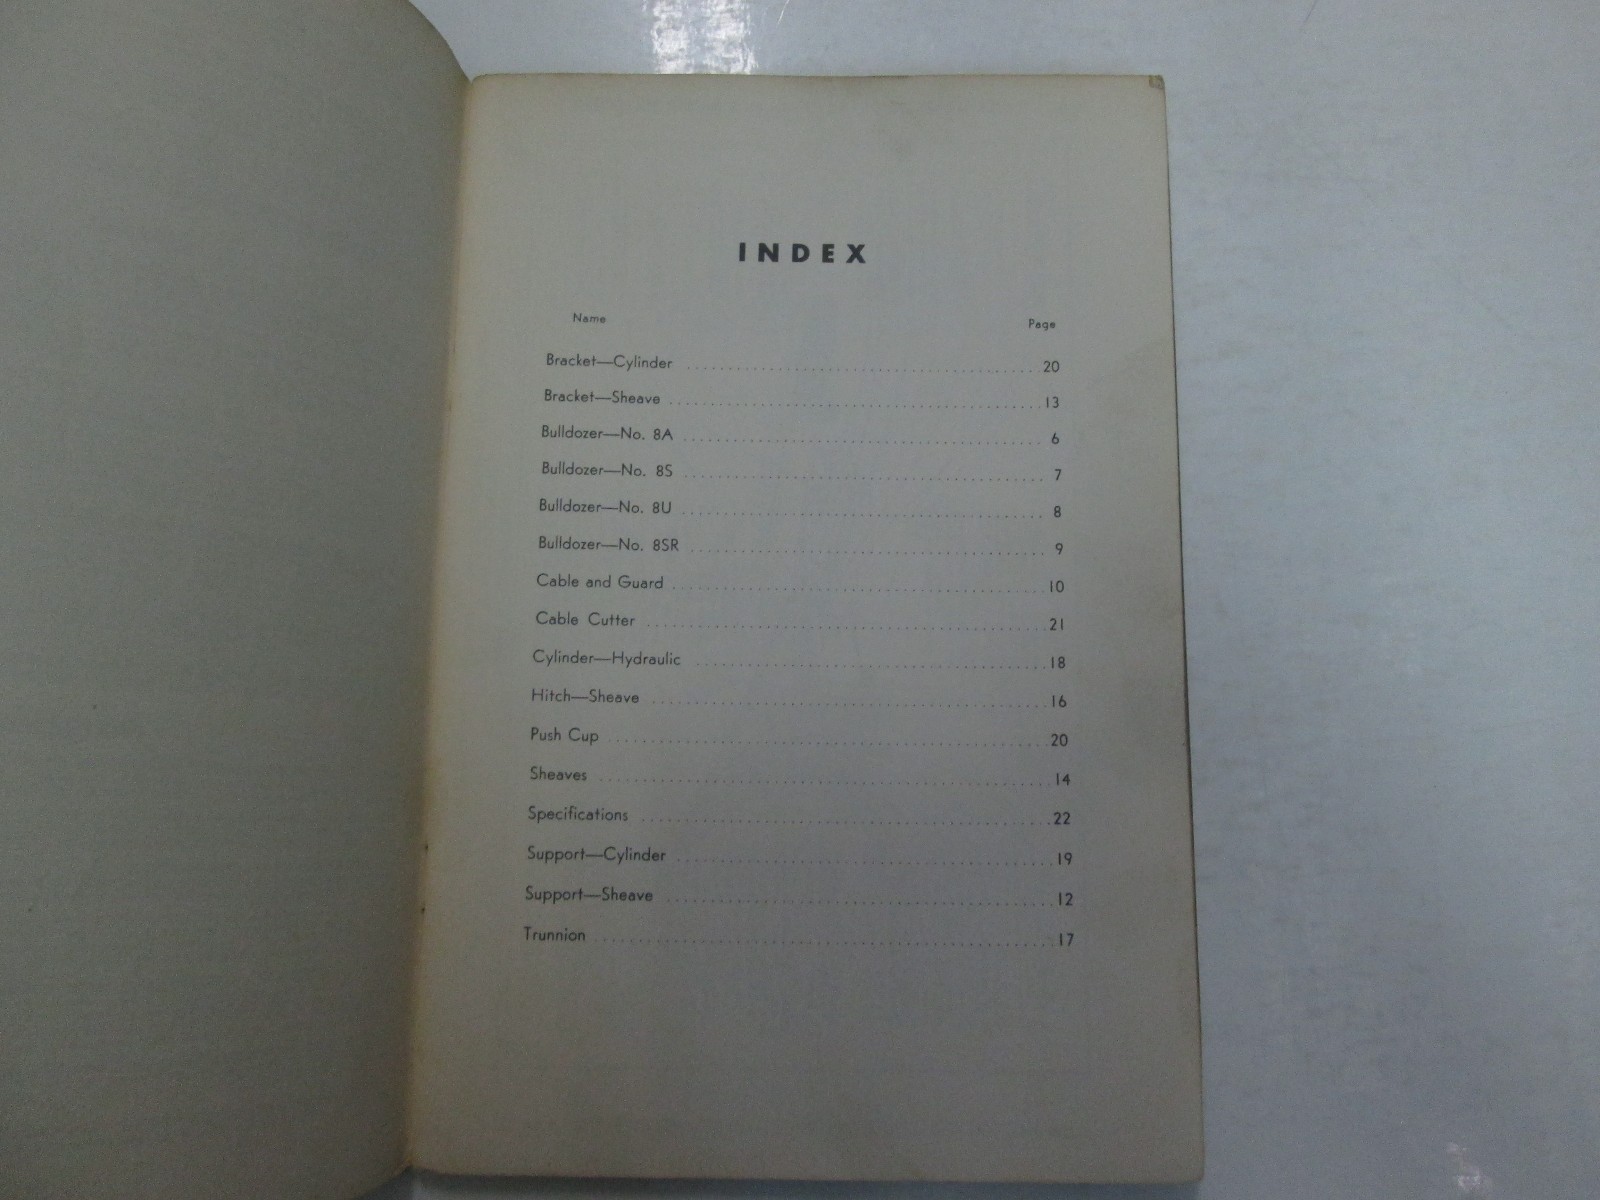 INDEX
Name Page
Bracket—Cylinder 20
Bracket—Sheave 13
Bulldozer—No. 8A 6
Bulldozer—No. 8S 7
Bulldozer—No. 8U 8
Bulldozer—No. 8SR 9
Cable and Guard 10
Cable Cutter 21
Cylinder—Hydraulic 18
Hitch—Sheave 16
Push Cup 20
Sheaves 14
Specifications 22
Support—Cylinder 19
Support—Sheave 12
Trunnion 17